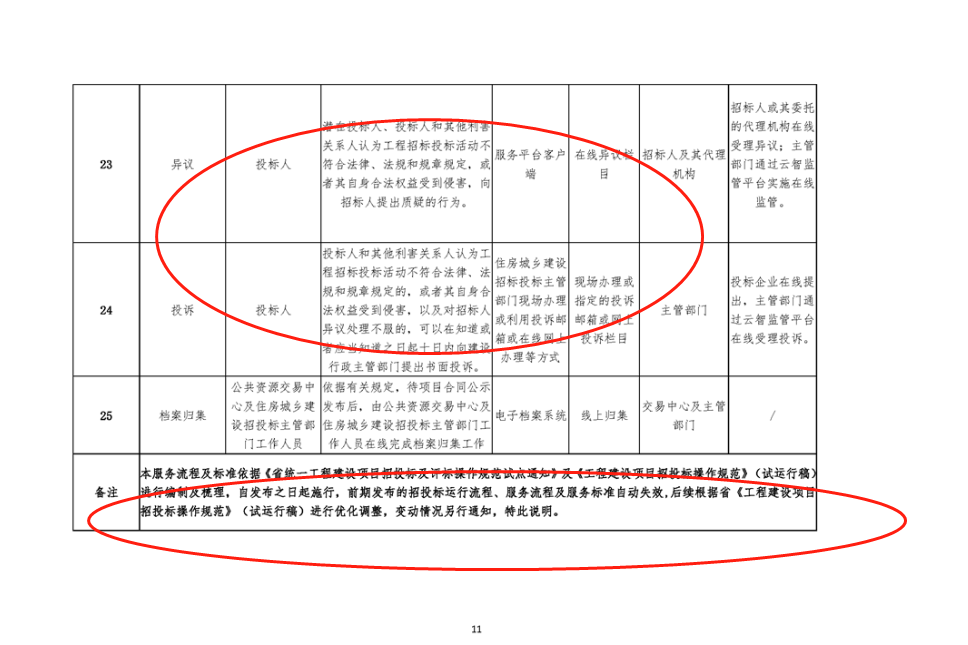 23
异议
投标人
潜在投标人、投标人和其他利害
关系人认为工程招标投标活动不
符合法律、法规和规章规定，或
者其自身合法权益受到侵害，向
招标人提出质疑的行为。
服务平台客户
端
在线异议栏
目
招标人及其代理
机构
招标人或其委托
的代理机构在线
受理异议；主管
部门通过云智监
管平台实施在线
监管。
24
投诉
投标人
投标人和其他利害关系人认为工
程招标投标活动不符合法律、法
规和规章规定的，或者其自身合
法权益受到侵害，以及对招标人
异议处理不服的，可以在知道或
者应当知道之日起十日内向建设
行政主管部门提出书面投诉。
住房城乡建设
招标投标主管
部门现场办理
或利用投诉邮
箱或在线网上
办理等方式
现场办理或
指定的投诉
邮箱或网上
投诉栏目
主管部门
投标企业在线提
出，主管部门通
过云智监管平台
在线受理投诉。
25
档案归集
公共资源交易中
心及住房城乡建
设招投标主管部
门工作人员
依据有关规定，待项目合同公示
发布后，由公共资源交易中心及
住房城乡建设招投标主管部门工
作人员在线完成档案归集工作
电子档案系统
线上归集
交易中心及主管
部门
/
备注
本服务流程及标准依据《省统一工程建设项目招投标及评标操作规范试点通知》及《工程建设项目招投标操作规范》（试运行稿）
进行编制及梳理，自发布之日起施行，前期发布的招投标运行流程、服务流程及服务标准自动失效,后续根据省《工程建设项目
招投标操作规范》（试运行稿）进行优化调整，变动情况另行通知，特此说明。
11